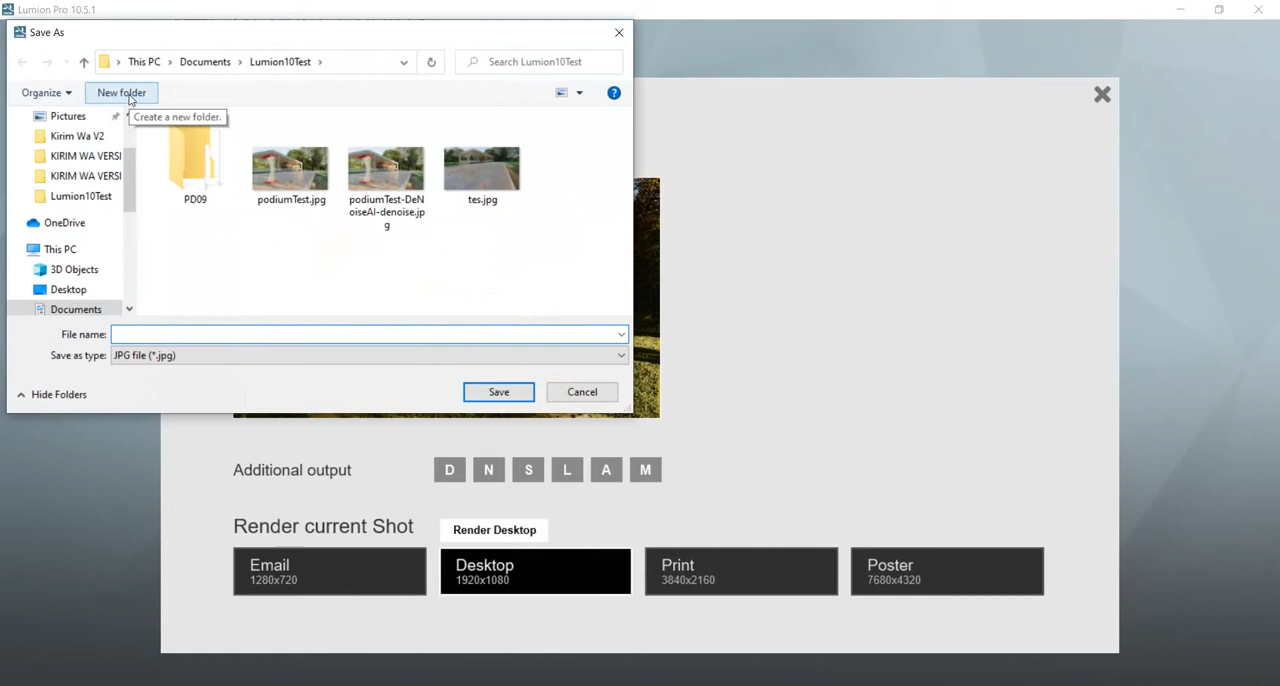 Lumion Pro 10.5.1
Save As
This PC
Documents
Lumion10Test
Search Lumion10Test
Organize
New folder
Create a new folder.
Pictures
Kirim Wa V2
KIRIM WA VERSI
KIRIM WA VERSI
Lumion10Test
OneDrive
This PC
3D Objects
Desktop
Documents
PD09
podiumTest.jpg
podiumTest-DeN
oiseAI-denoise.jp
g
tes.jpg
File name:
Save as type: JPG file (*.jpg)
Hide Folders
Save
Cancel
Additional output
D N S L A M
Render current Shot
Render Desktop
Email
1280x720
Desktop
1920x1080
Print
3840x2160
Poster
7680x4320